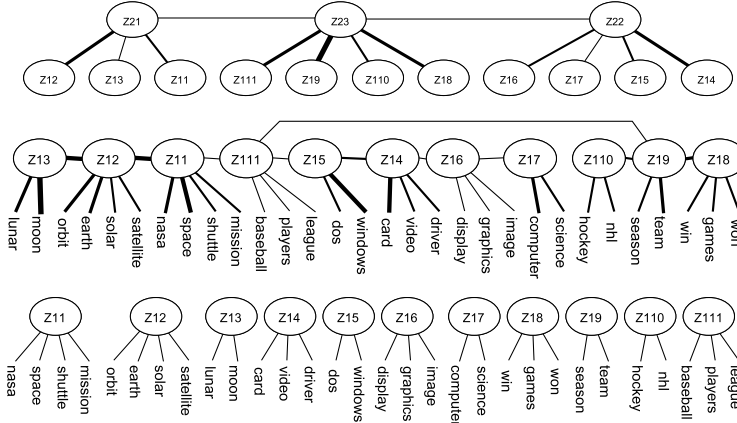 Z21 Z23 Z22
Z12 Z13 Z11 Z111 Z19 Z110 Z18 Z16 Z17 Z15 Z14
Z13 Z12 Z11 Z111 Z15 Z14 Z16 Z17 Z110 Z19 Z18
lunar moon orbit earth solar satellite nasa space shuttle mission baseball players league dos windows card video driver display graphics image computer science hockey nhl season team win games won
Z11 Z12 Z13 Z14 Z15 Z16 Z17 Z18 Z19 Z110 Z111
nasa space shuttle mission orbit earth solar satellite lunar moon card video driver dos windows display graphics image computer science win games won season team hockey nhl baseball players league